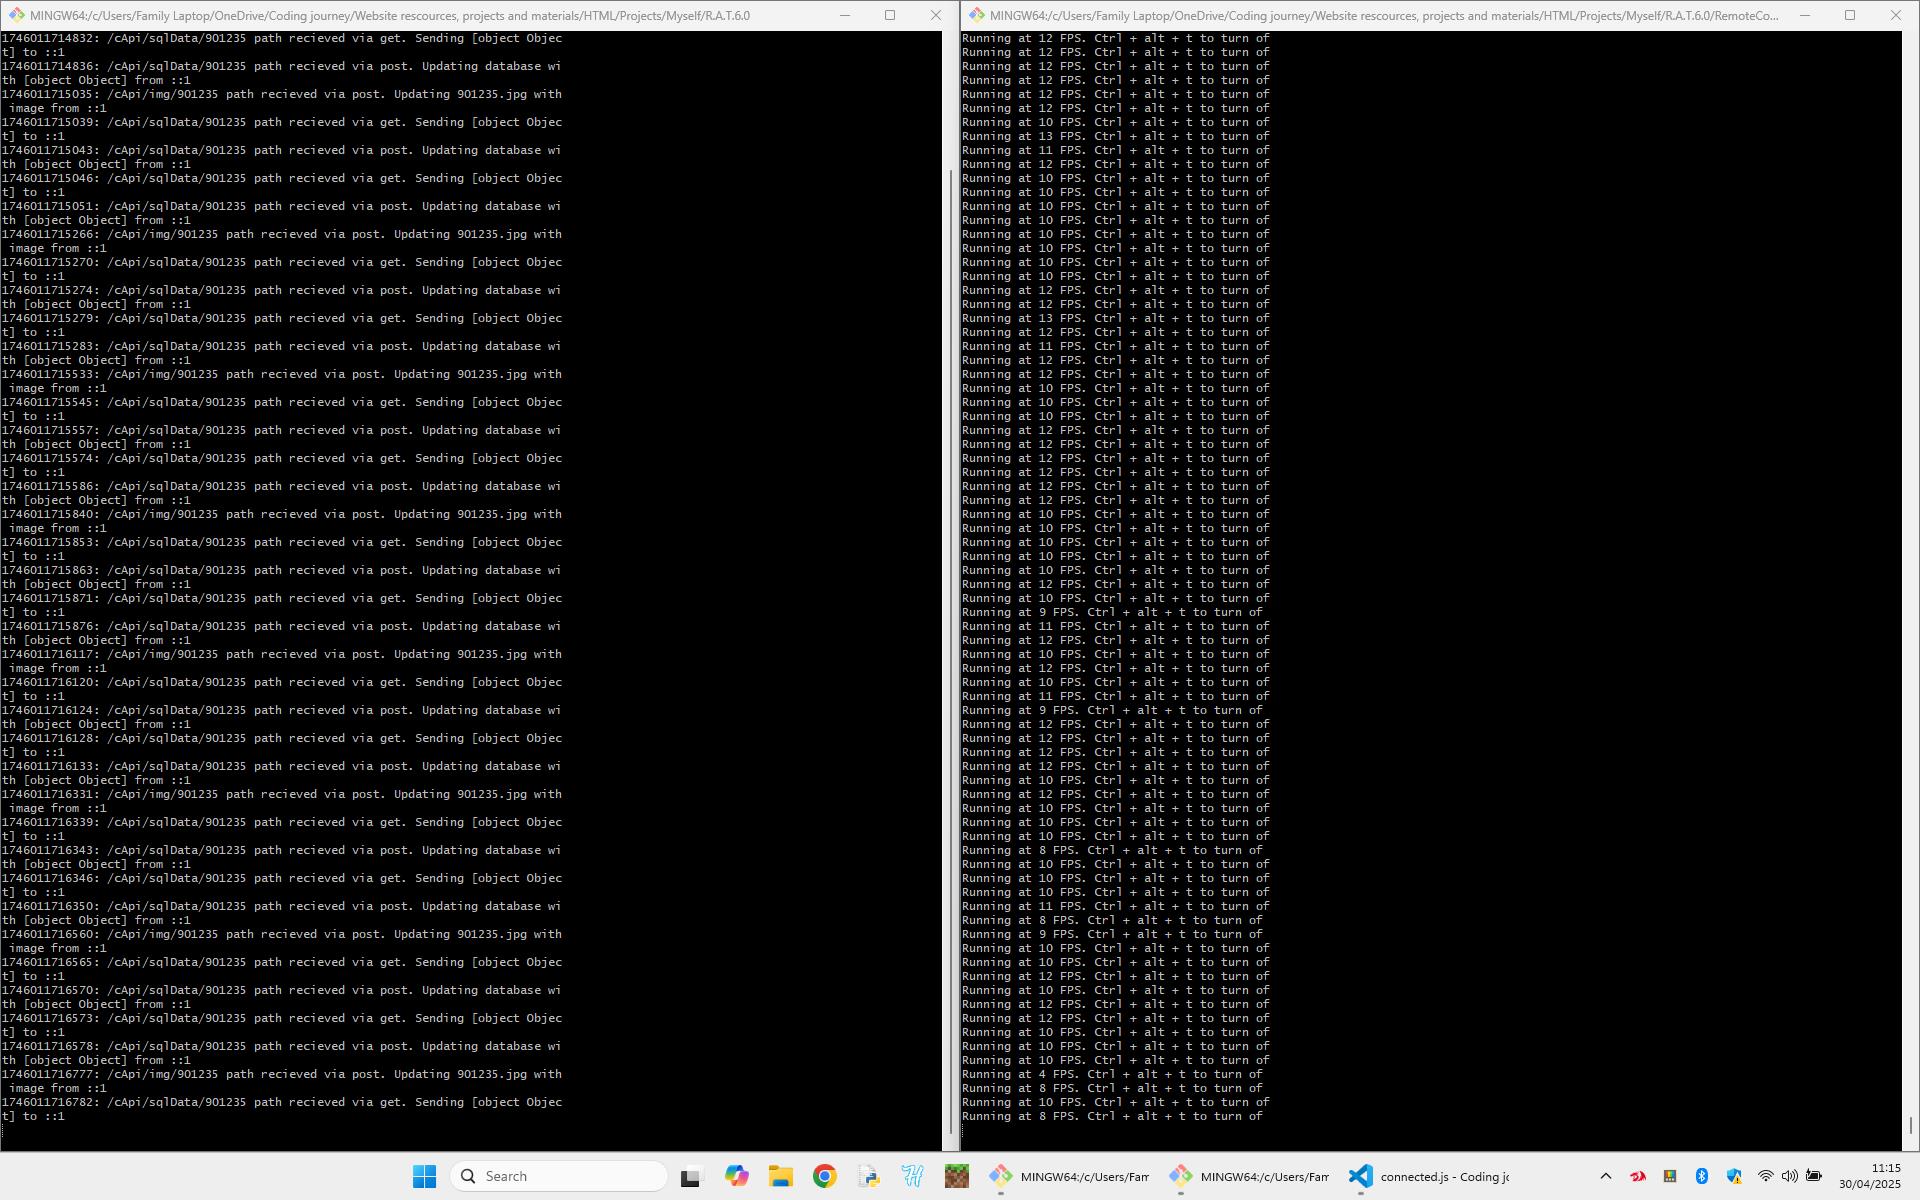 MINGW64:/c/Users/Family Laptop/OneDrive/Coding journey/Website rescources, projects and materials/HTML/Projects/Myself/R.A.T.6.0
1746011714832: /cApi/sqlData/901235 path received via get. Sending [object Objec
t] to ::1
1746011714836: /cApi/sqlData/901235 path recieved via post. Updating database wi
th [object Object] from ::1
1746011715035: /cApi/img/901235 path recieved via post. Updating 901235.jpg with
 image from ::1
1746011715039: /cApi/sqlData/901235 path recieved via get. Sending [object Objec
t] to ::1
1746011715043: /cApi/sqlData/901235 path recieved via post. Updating database wi
th [object Object] from ::1
1746011715046: /cApi/sqlData/901235 path recieved via get. Sending [object Objec
t] to ::1
1746011715051: /cApi/sqlData/901235 path recieved via post. Updating database wi
th [object Object] from ::1
1746011715266: /cApi/img/901235 path recieved via post. Updating 901235.jpg with
 image from ::1
1746011715270: /cApi/sqlData/901235 path recieved via get. Sending [object Objec
t] to ::1
1746011715274: /cApi/sqlData/901235 path recieved via post. Updating database wi
th [object Object] from ::1
1746011715279: /cApi/sqlData/901235 path recieved via get. Sending [object Objec
t] to ::1
1746011715283: /cApi/sqlData/901235 path recieved via post. Updating database wi
th [object Object] from ::1
1746011715533: /cApi/img/901235 path recieved via post. Updating 901235.jpg with
 image from ::1
1746011715545: /cApi/sqlData/901235 path recieved via get. Sending [object Objec
t] to ::1
1746011715557: /cApi/sqlData/901235 path recieved via post. Updating database wi
th [object Object] from ::1
1746011715574: /cApi/sqlData/901235 path recieved via get. Sending [object Objec
t] to ::1
1746011715586: /cApi/sqlData/901235 path recieved via post. Updating database wi
th [object Object] from ::1
1746011715840: /cApi/img/901235 path recieved via post. Updating 901235.jpg with
 image from ::1
1746011715853: /cApi/sqlData/901235 path recieved via get. Sending [object Objec
t] to ::1
1746011715863: /cApi/sqlData/901235 path recieved via post. Updating database wi
th [object Object] from ::1
1746011715871: /cApi/sqlData/901235 path recieved via get. Sending [object Objec
t] to ::1
1746011715876: /cApi/sqlData/901235 path recieved via post. Updating database wi
th [object Object] from ::1
1746011716117: /cApi/img/901235 path recieved via post. Updating 901235.jpg with
 image from ::1
1746011716120: /cApi/sqlData/901235 path recieved via get. Sending [object Objec
t] to ::1
1746011716124: /cApi/sqlData/901235 path recieved via post. Updating database wi
th [object Object] from ::1
1746011716128: /cApi/sqlData/901235 path recieved via get. Sending [object Objec
t] to ::1
1746011716133: /cApi/sqlData/901235 path recieved via post. Updating database wi
th [object Object] from ::1
1746011716331: /cApi/img/901235 path recieved via post. Updating 901235.jpg with
 image from ::1
1746011716339: /cApi/sqlData/901235 path recieved via get. Sending [object Objec
t] to ::1
1746011716343: /cApi/sqlData/901235 path recieved via post. Updating database wi
th [object Object] from ::1
1746011716346: /cApi/sqlData/901235 path recieved via get. Sending [object Objec
t] to ::1
1746011716350: /cApi/sqlData/901235 path recieved via post. Updating database wi
th [object Object] from ::1
1746011716560: /cApi/img/901235 path recieved via post. Updating 901235.jpg with
 image from ::1
1746011716565: /cApi/sqlData/901235 path recieved via get. Sending [object Objec
t] to ::1
1746011716570: /cApi/sqlData/901235 path recieved via post. Updating database wi
th [object Object] from ::1
1746011716573: /cApi/sqlData/901235 path recieved via get. Sending [object Objec
t] to ::1
1746011716578: /cApi/sqlData/901235 path recieved via post. Updating database wi
th [object Object] from ::1
1746011716777: /cApi/img/901235 path recieved via post. Updating 901235.jpg with
 image from ::1
1746011716782: /cApi/sqlData/901235 path recieved via get. Sending [object Objec
t] to ::1
MINGW64:/c/Users/Family Laptop/OneDrive/Coding journey/Website rescources, projects and materials/HTML/Projects/Myself/R.A.T.6.0/RemoteCo...
Running at 12 FPS. Ctrl + alt + t to turn of
Running at 12 FPS. Ctrl + alt + t to turn of
Running at 12 FPS. Ctrl + alt + t to turn of
Running at 12 FPS. Ctrl + alt + t to turn of
Running at 12 FPS. Ctrl + alt + t to turn of
Running at 12 FPS. Ctrl + alt + t to turn of
Running at 10 FPS. Ctrl + alt + t to turn of
Running at 13 FPS. Ctrl + alt + t to turn of
Running at 11 FPS. Ctrl + alt + t to turn of
Running at 12 FPS. Ctrl + alt + t to turn of
Running at 10 FPS. Ctrl + alt + t to turn of
Running at 10 FPS. Ctrl + alt + t to turn of
Running at 10 FPS. Ctrl + alt + t to turn of
Running at 10 FPS. Ctrl + alt + t to turn of
Running at 10 FPS. Ctrl + alt + t to turn of
Running at 10 FPS. Ctrl + alt + t to turn of
Running at 10 FPS. Ctrl + alt + t to turn of
Running at 10 FPS. Ctrl + alt + t to turn of
Running at 12 FPS. Ctrl + alt + t to turn of
Running at 12 FPS. Ctrl + alt + t to turn of
Running at 13 FPS. Ctrl + alt + t to turn of
Running at 12 FPS. Ctrl + alt + t to turn of
Running at 11 FPS. Ctrl + alt + t to turn of
Running at 12 FPS. Ctrl + alt + t to turn of
Running at 12 FPS. Ctrl + alt + t to turn of
Running at 10 FPS. Ctrl + alt + t to turn of
Running at 10 FPS. Ctrl + alt + t to turn of
Running at 10 FPS. Ctrl + alt + t to turn of
Running at 12 FPS. Ctrl + alt + t to turn of
Running at 12 FPS. Ctrl + alt + t to turn of
Running at 12 FPS. Ctrl + alt + t to turn of
Running at 12 FPS. Ctrl + alt + t to turn of
Running at 12 FPS. Ctrl + alt + t to turn of
Running at 12 FPS. Ctrl + alt + t to turn of
Running at 10 FPS. Ctrl + alt + t to turn of
Running at 10 FPS. Ctrl + alt + t to turn of
Running at 10 FPS. Ctrl + alt + t to turn of
Running at 10 FPS. Ctrl + alt + t to turn of
Running at 10 FPS. Ctrl + alt + t to turn of
Running at 12 FPS. Ctrl + alt + t to turn of
Running at 10 FPS. Ctrl + alt + t to turn of
Running at 9 FPS. Ctrl + alt + t to turn of
Running at 11 FPS. Ctrl + alt + t to turn of
Running at 12 FPS. Ctrl + alt + t to turn of
Running at 10 FPS. Ctrl + alt + t to turn of
Running at 12 FPS. Ctrl + alt + t to turn of
Running at 10 FPS. Ctrl + alt + t to turn of
Running at 11 FPS. Ctrl + alt + t to turn of
Running at 9 FPS. Ctrl + alt + t to turn of
Running at 12 FPS. Ctrl + alt + t to turn of
Running at 12 FPS. Ctrl + alt + t to turn of
Running at 12 FPS. Ctrl + alt + t to turn of
Running at 12 FPS. Ctrl + alt + t to turn of
Running at 10 FPS. Ctrl + alt + t to turn of
Running at 12 FPS. Ctrl + alt + t to turn of
Running at 10 FPS. Ctrl + alt + t to turn of
Running at 10 FPS. Ctrl + alt + t to turn of
Running at 10 FPS. Ctrl + alt + t to turn of
Running at 8 FPS. Ctrl + alt + t to turn of
Running at 10 FPS. Ctrl + alt + t to turn of
Running at 10 FPS. Ctrl + alt + t to turn of
Running at 10 FPS. Ctrl + alt + t to turn of
Running at 11 FPS. Ctrl + alt + t to turn of
Running at 8 FPS. Ctrl + alt + t to turn of
Running at 9 FPS. Ctrl + alt + t to turn of
Running at 10 FPS. Ctrl + alt + t to turn of
Running at 10 FPS. Ctrl + alt + t to turn of
Running at 12 FPS. Ctrl + alt + t to turn of
Running at 10 FPS. Ctrl + alt + t to turn of
Running at 12 FPS. Ctrl + alt + t to turn of
Running at 12 FPS. Ctrl + alt + t to turn of
Running at 10 FPS. Ctrl + alt + t to turn of
Running at 10 FPS. Ctrl + alt + t to turn of
Running at 10 FPS. Ctrl + alt + t to turn of
Running at 4 FPS. Ctrl + alt + t to turn of
Running at 8 FPS. Ctrl + alt + t to turn of
Running at 10 FPS. Ctrl + alt + t to turn of
Running at 8 FPS. Ctrl + alt + t to turn of
Search
MINGW64:/c/Users/Fam
MINGW64:/c/Users/Fam
connected.js - Coding jo
11:15
30/04/2025